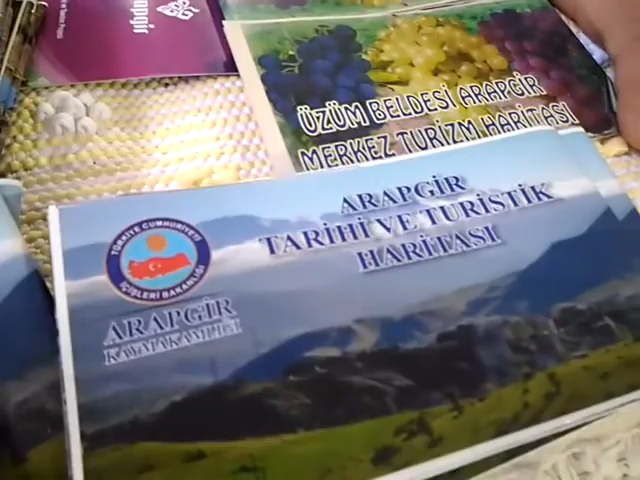 apgir
ÜZÜM BELDESİ ARAPGİR
MERKEZ TURİZM HARİTASI
ARAPGİR
TARİHİ VE TURİSTİK
HARİTASI
TÜRKİYE CUMHURİYETİ
İÇİŞLERİ BAKANLIĞI
ARAPGİR
KAYMAKAMLIĞI